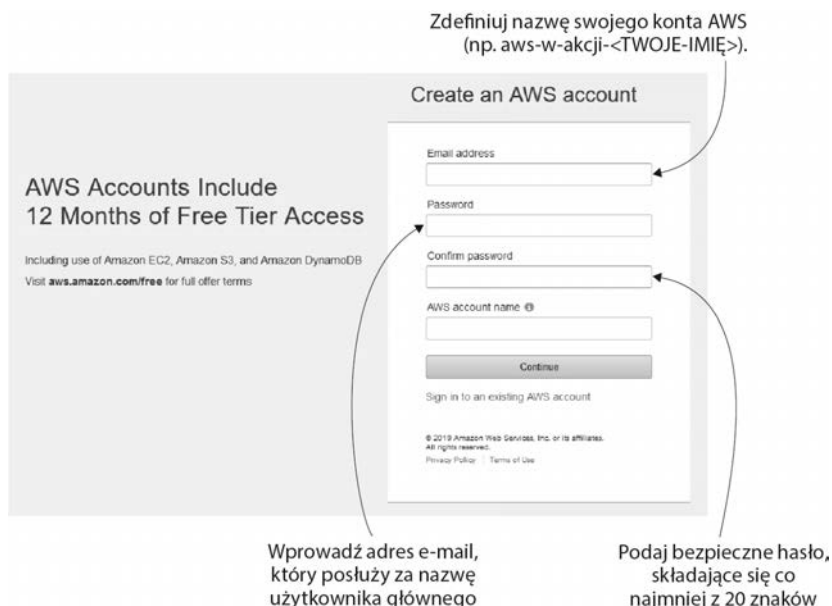 Zdefiniuj nazwę swojego konta AWS
(np. aws-w-akcji-<TWOJE-IMIĘ>).
Create an AWS account
AWS Accounts Include
12 Months of Free Tier Access
Including use of Amazon EC2, Amazon S3, and Amazon DynamoDB
Visit aws.amazon.com/free for full offer terms
Email address
Password
Confirm password
AWS account name
Continue
Sign in to an existing AWS account
© 2019 Amazon Web Services, Inc. or its affiliates.
All rights reserved.
Privacy Policy | Terms of Use
Wprowadź adres e-mail,
który posłuży za nazwę
użytkownika głównego
Podaj bezpieczne hasło,
składające się co
najmniej z 20 znaków